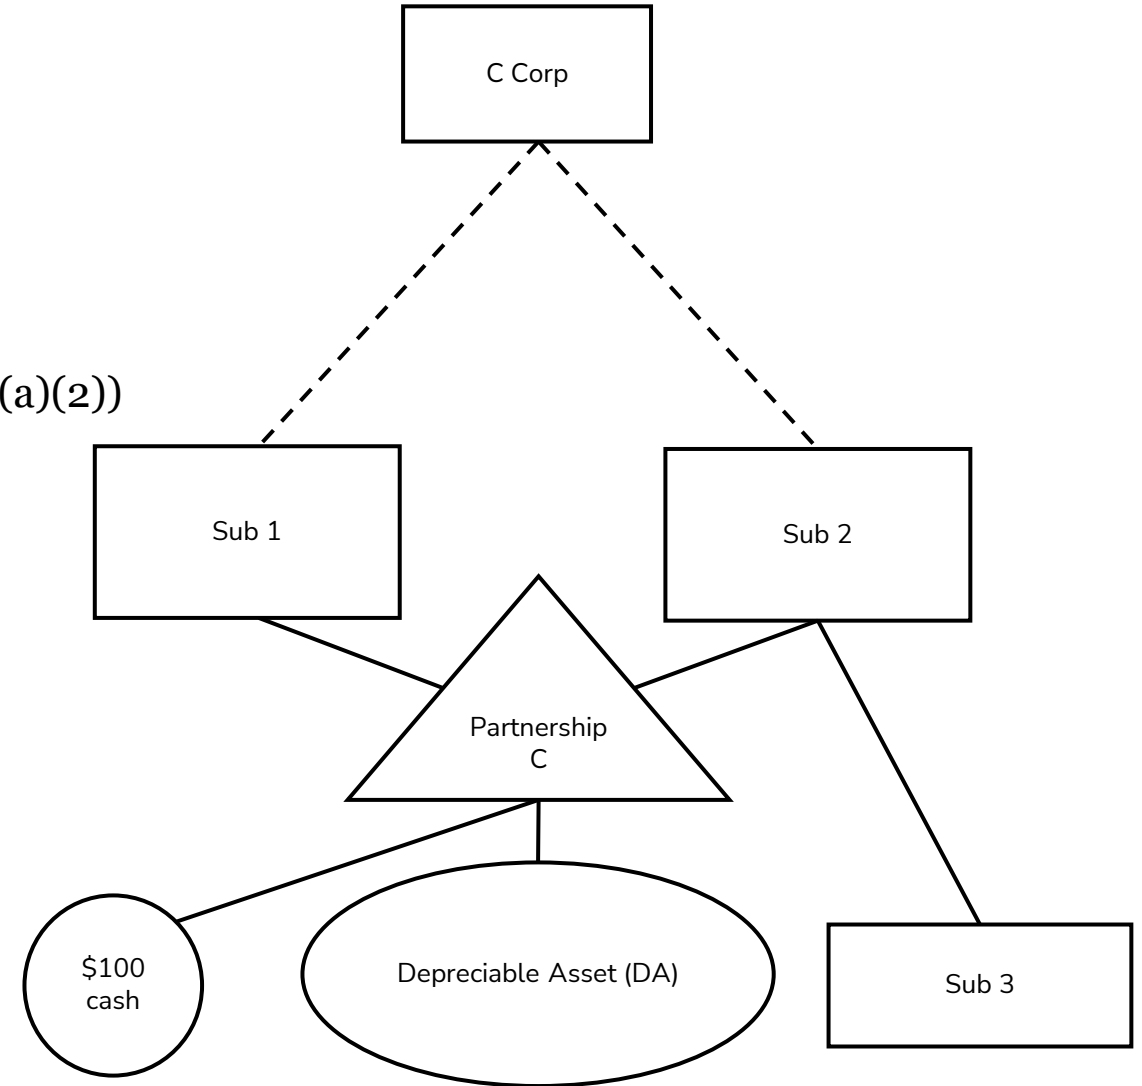 C Corp
(a)(2))
Sub 1
Sub 2
Partnership
C
$100
cash
Depreciable Asset (DA)
Sub 3